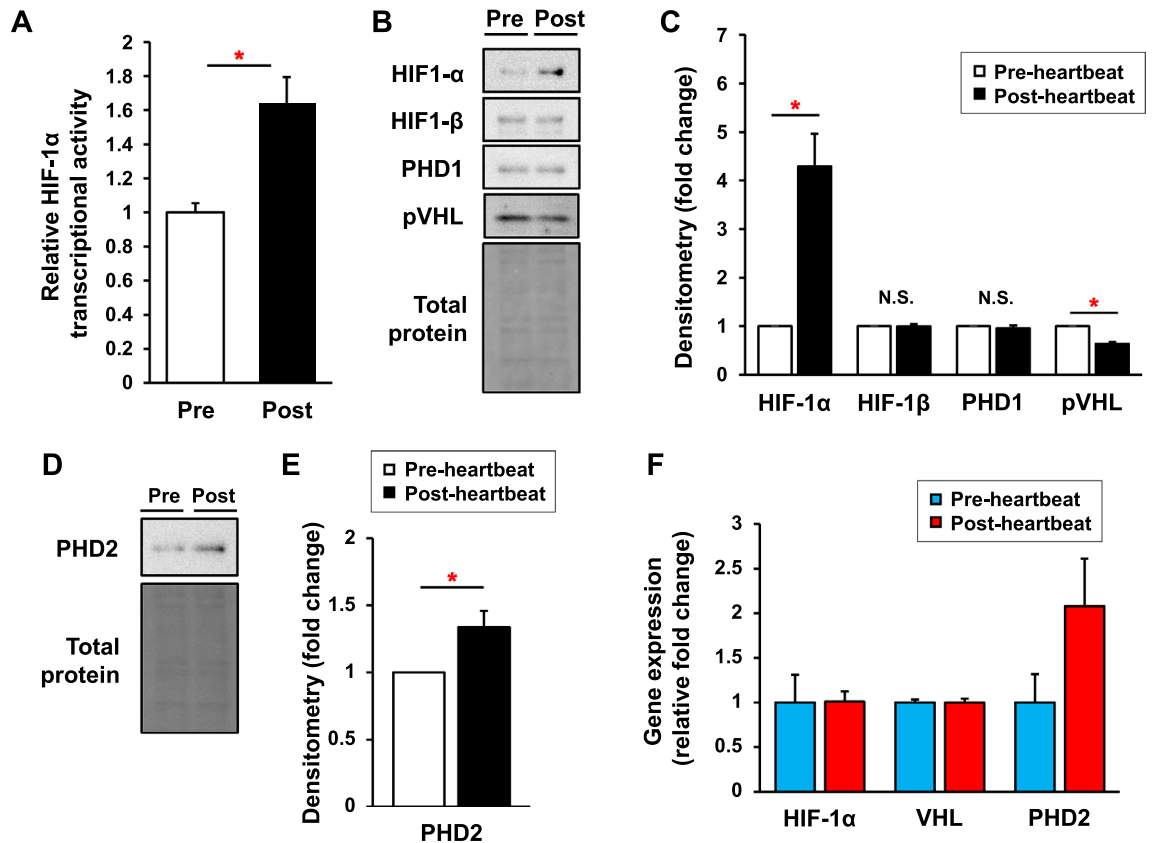 A
Relative HIF-1α
transcriptional activity
2
1.8
1.6
1.4
1.2
1
0.8
0.6
0.4
0.2
0
*
Pre
Post
B
Pre Post
HIF1-α
HIF1-β
PHD1
pVHL
Total
protein
C
Densitometry (fold change)
7
6
5
4
3
2
1
0
Pre-heartbeat
Post-heartbeat
*
N.S.
N.S.
*
HIF-1α
HIF-1β
PHD1
pVHL
D
Pre Post
PHD2
Total
protein
E
Pre-heartbeat
Post-heartbeat
Densitometry (fold change)
2
1.5
1
0.5
0
*
PHD2
F
Pre-heartbeat
Post-heartbeat
Gene expression
(relative fold change)
3
2.5
2
1.5
1
0.5
0
HIF-1α
VHL
PHD2